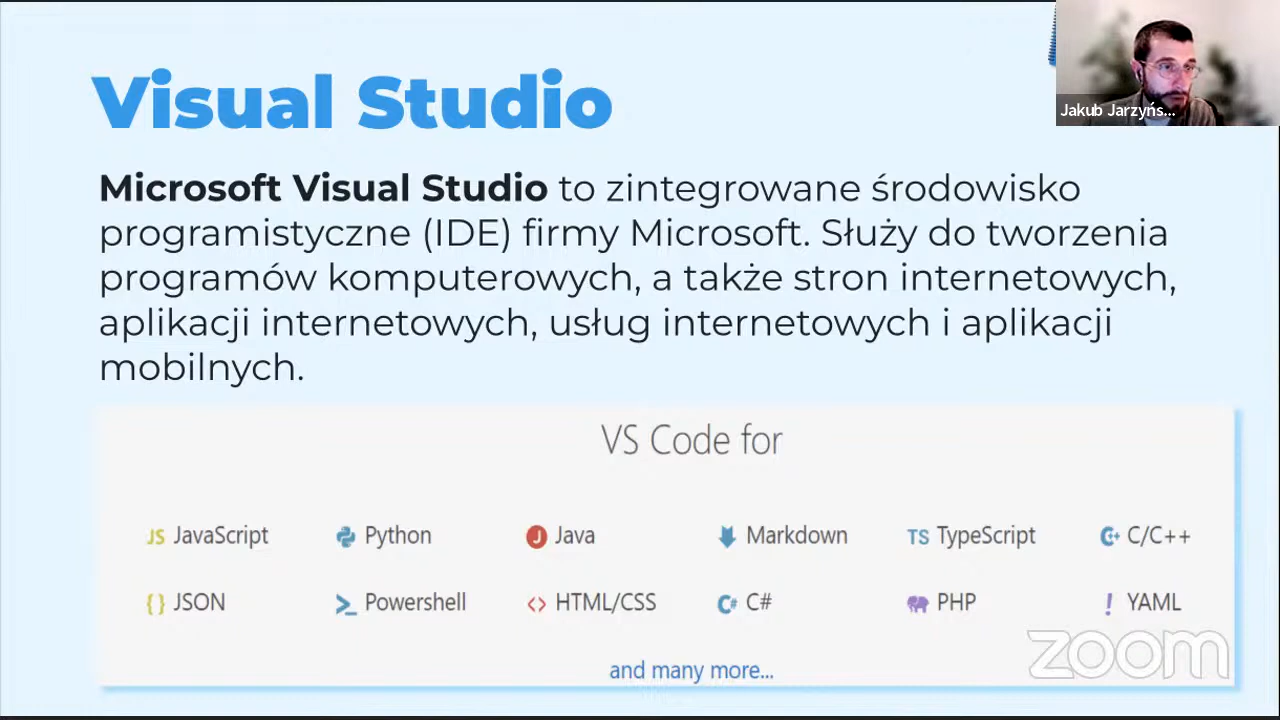 Visual Studio
Jakub Jarzyńs...
Microsoft Visual Studio to zintegrowane środowisko
programistyczne (IDE) firmy Microsoft. Służy do tworzenia
programów komputerowych, a także stron internetowych,
aplikacji internetowych, usług internetowych i aplikacji
mobilnych.
VS Code for
JS JavaScript Python J Java Markdown TS TypeScript C++ C/C++
{} JSON >_ Powershell <> HTML/CSS C# C# PHP ! YAML
and many more...
zoom